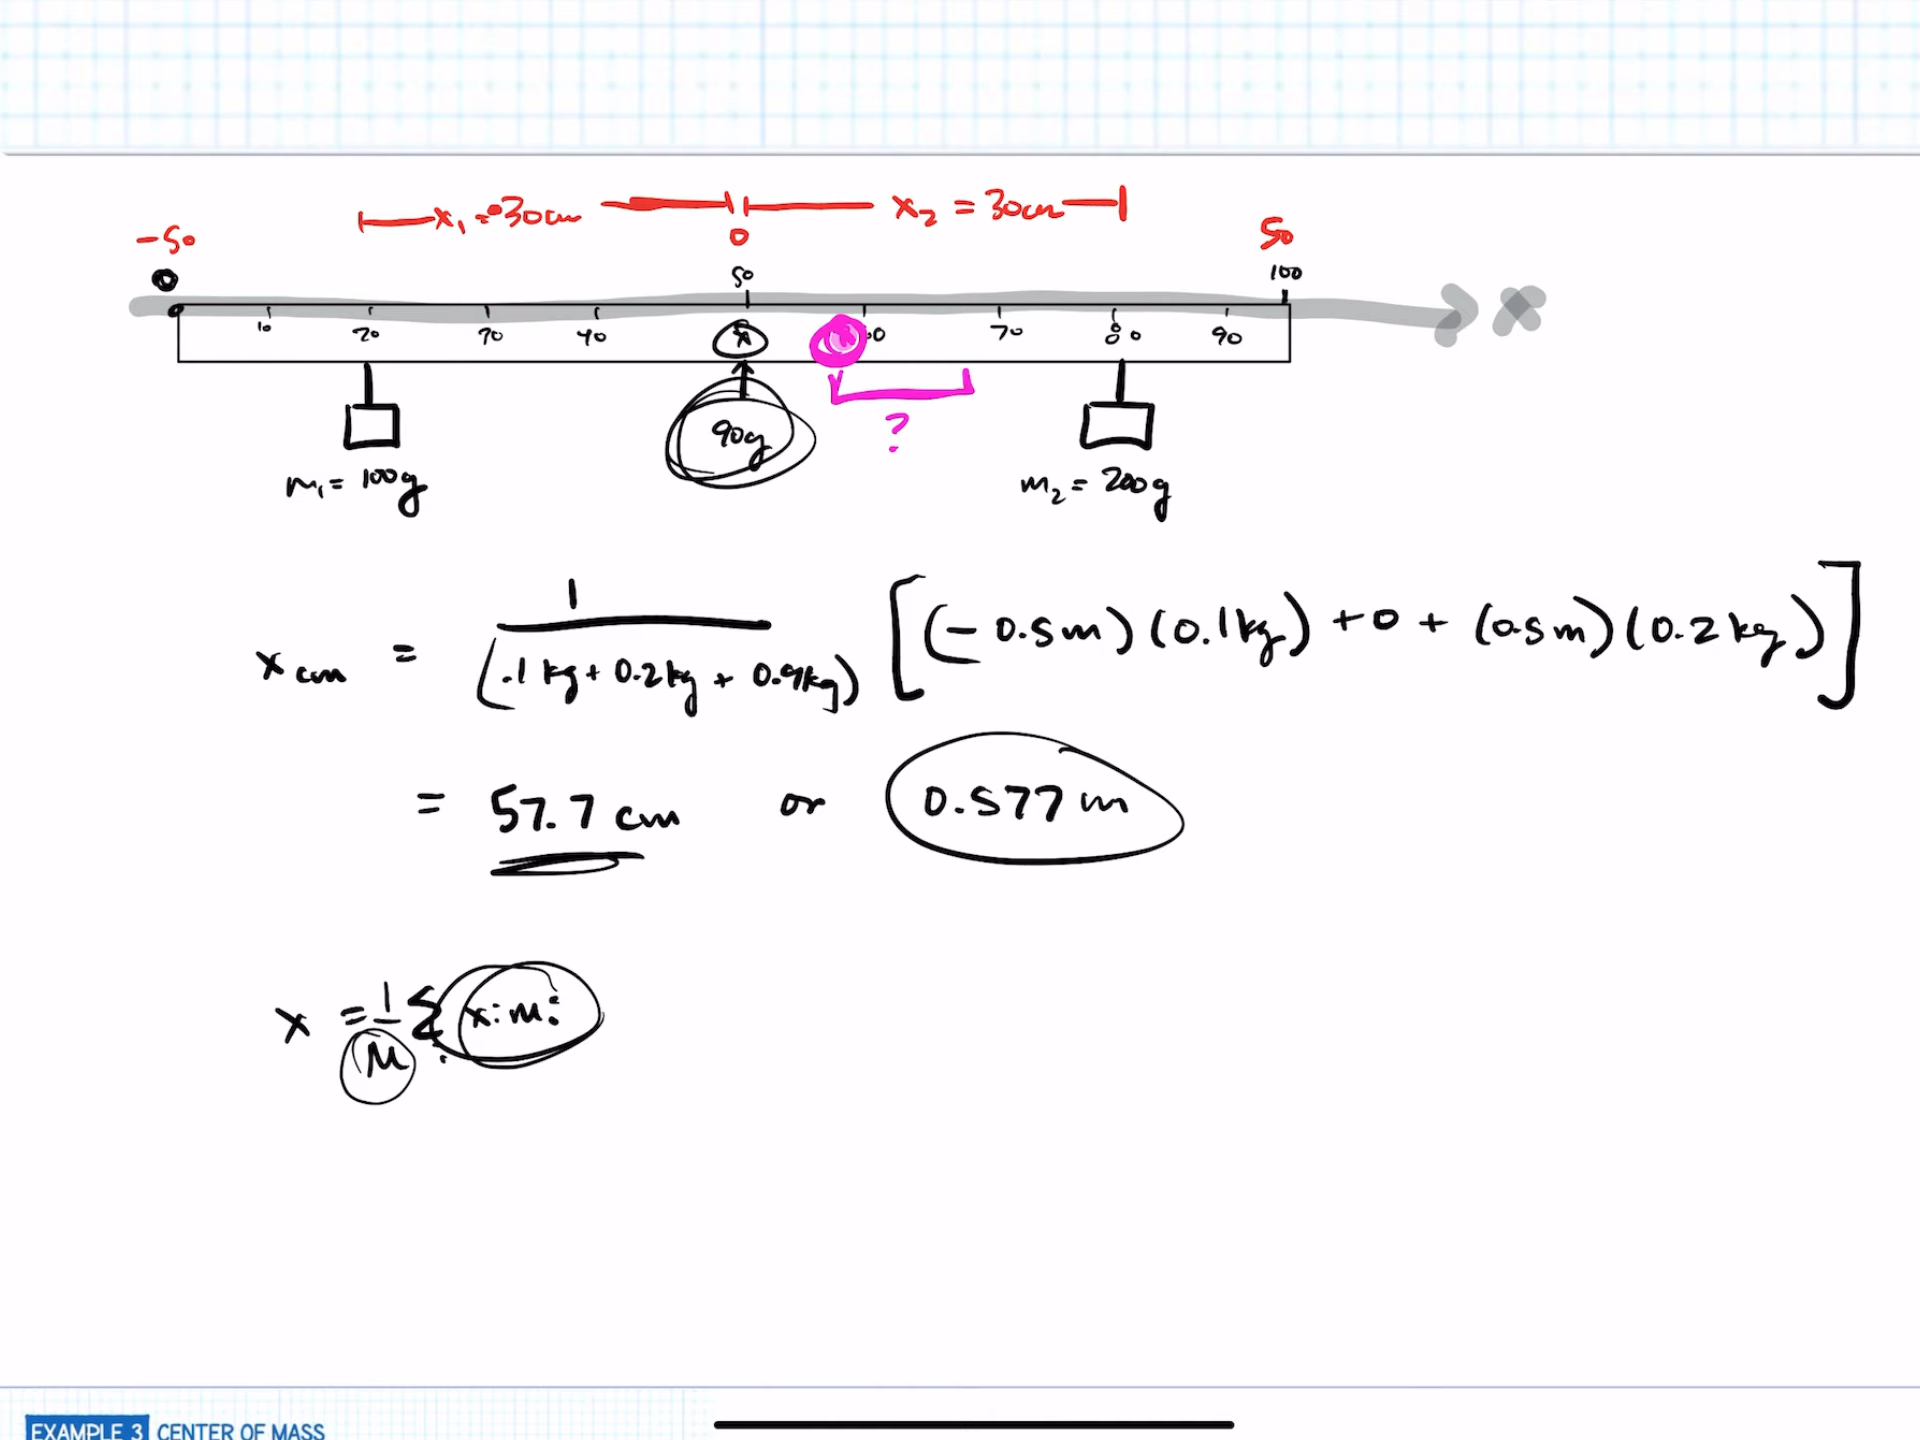 x₁ = -30cm x₂ = 30cm
-50 0 50
0 50 100
10 20 30 40 60 70 80 90
90g
?
m₁ = 100g m₂ = 200g
x cm = 1 / (.1 kg + 0.2kg + 0.9kg) [(-0.5m)(0.1kg) + 0 + (0.5m)(0.2kg)]
= 57.7 cm or 0.577 m
x = 1/M Σᵢ xᵢmᵢ
EXAMPLE 3 CENTER OF MASS
x